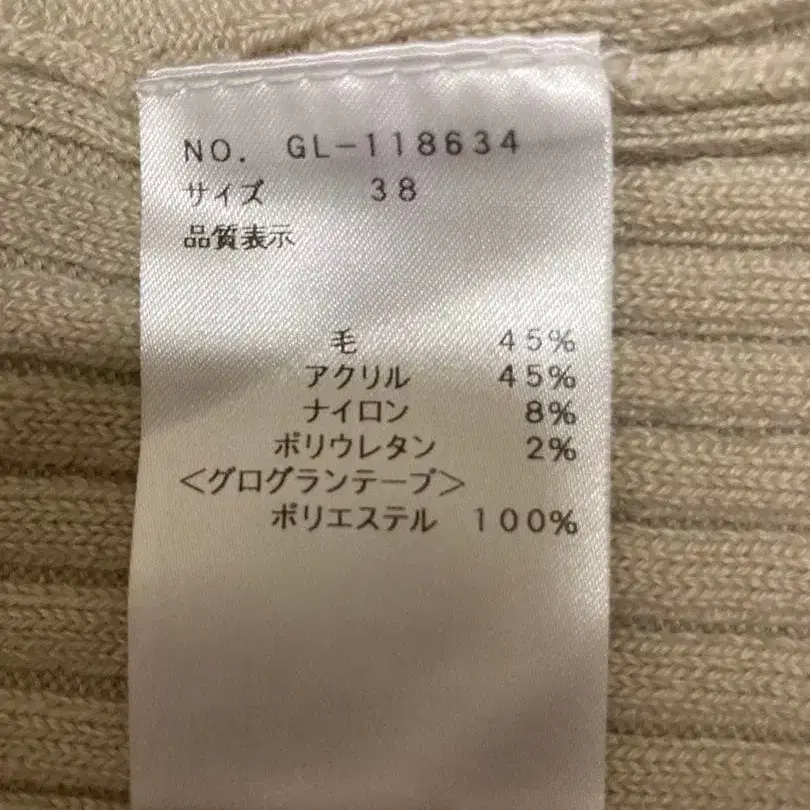 NO. GL-118634
サイズ 38
品質表示
毛 45%
アクリル 45%
ナイロン 8%
ポリウレタン 2%
<グログランテープ>
ポリエステル 100%